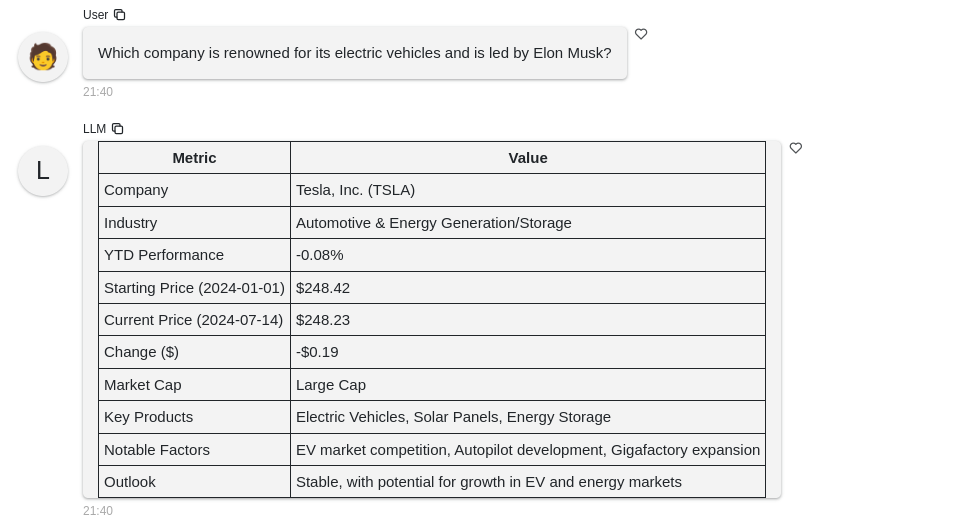 User
Which company is renowned for its electric vehicles and is led by Elon Musk?
21:40
LLM
L
Metric Value
Company Tesla, Inc. (TSLA)
Industry Automotive & Energy Generation/Storage
YTD Performance -0.08%
Starting Price (2024-01-01) $248.42
Current Price (2024-07-14) $248.23
Change ($) -$0.19
Market Cap Large Cap
Key Products Electric Vehicles, Solar Panels, Energy Storage
Notable Factors EV market competition, Autopilot development, Gigafactory expansion
Outlook Stable, with potential for growth in EV and energy markets
21:40